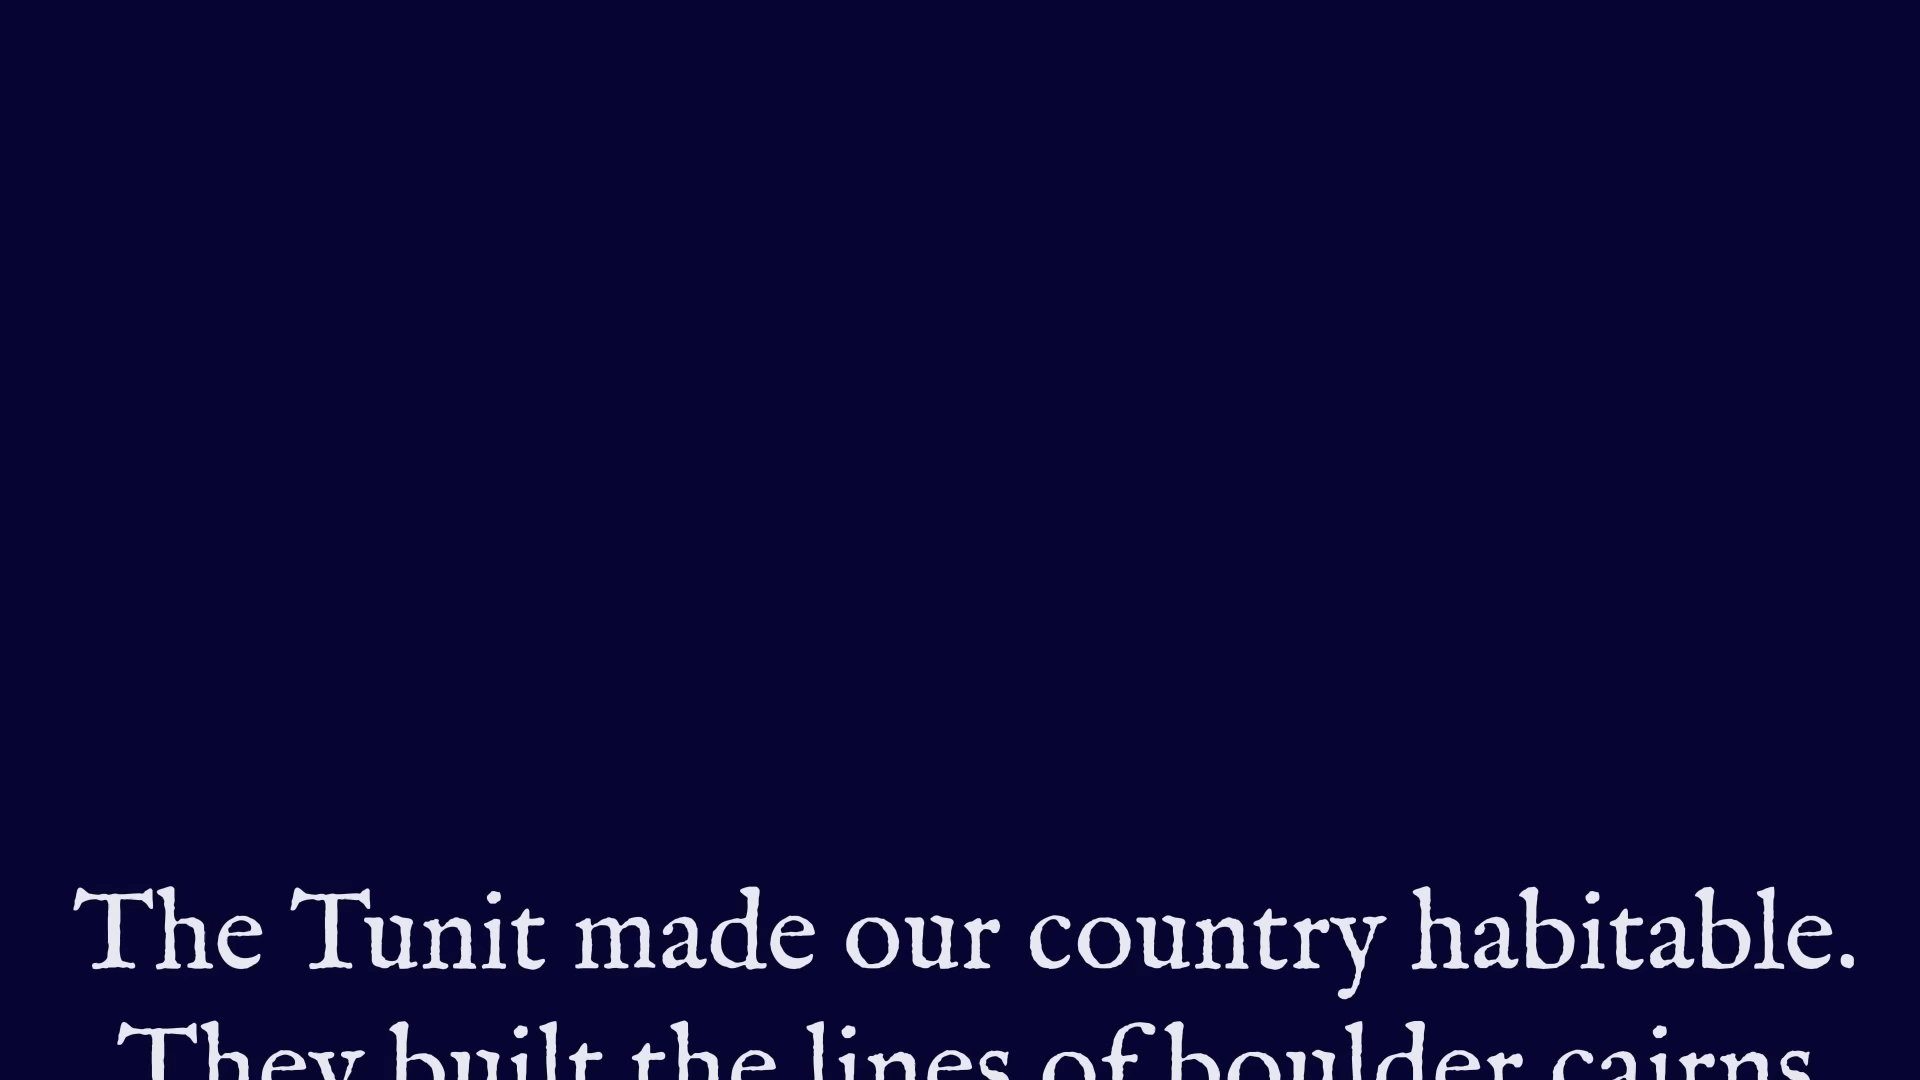 The Tunit made our country habitable.
They built the lines of boulder cairns